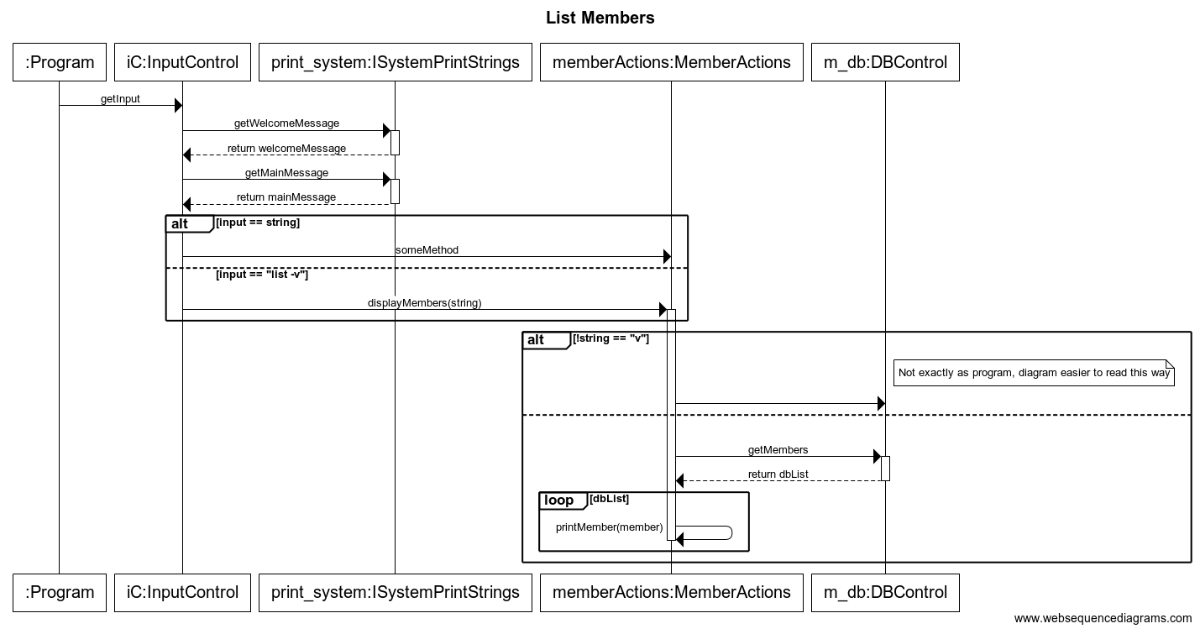 List Members
:Program
iC:InputControl
print_system:ISystemPrintStrings
memberActions:MemberActions
m_db:DBControl
getInput
getWelcomeMessage
return welcomeMessage
getMainMessage
return mainMessage
alt
[input == string]
someMethod
[input == "list -v"]
displayMembers(string)
alt
[!string == "v"]
Not exactly as program, diagram easier to read this way
getMembers
return dbList
loop
[dbList]
printMember(member)
:Program
iC:InputControl
print_system:ISystemPrintStrings
memberActions:MemberActions
m_db:DBControl
www.websequencediagrams.com